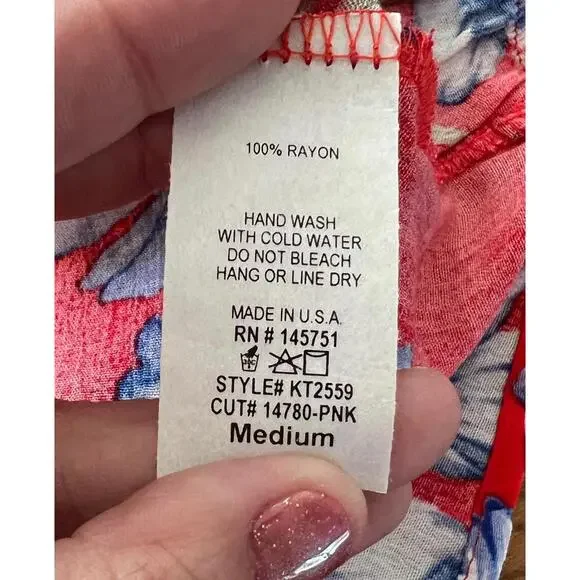 100% RAYON
HAND WASH
WITH COLD WATER
DO NOT BLEACH
HANG OR LINE DRY
MADE IN U.S.A.
RN # 145751
STYLE# KT2559
CUT# 14780-PNK
Medium